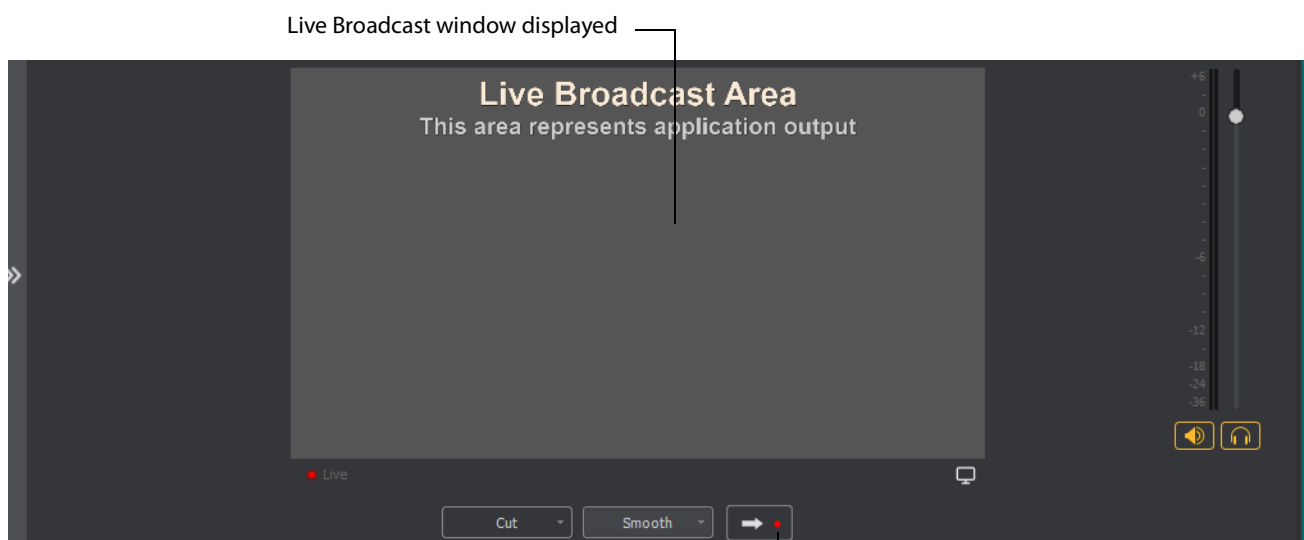 Live Broadcast window displayed
Live Broadcast Area
This area represents application output
+6
-
0
-
-
-
-
-
-6
-
-
-
-12
-
-18
-24
-36
Live
Cut
Smooth